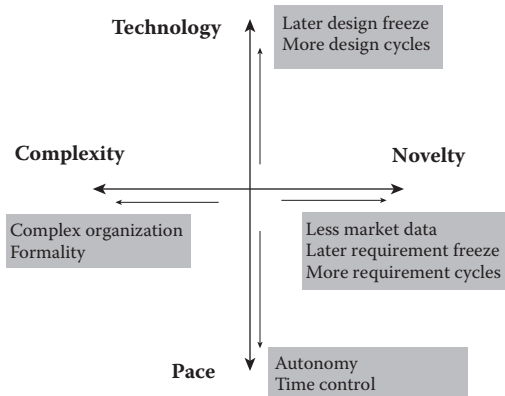 Technology
Later design freeze
More design cycles
Complexity
Novelty
Complex organization
Formality
Less market data
Later requirement freeze
More requirement cycles
Pace
Autonomy
Time control